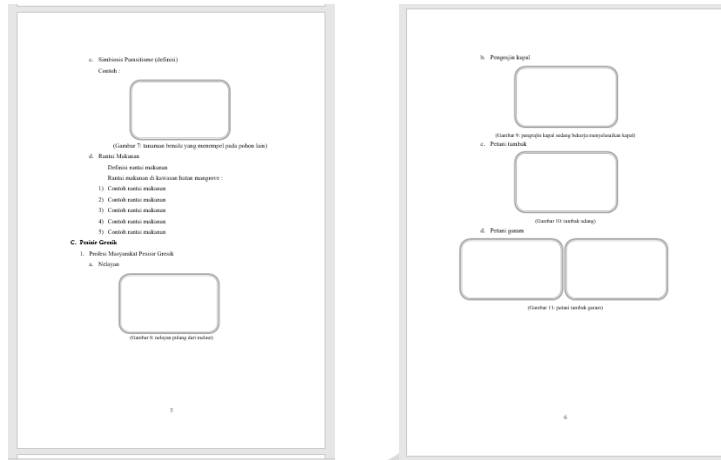 c. Simbiosis Parasitisme (definisi)
Contoh :
(Gambar 7: tanaman benalu yang menempel pada pohon lain)
d. Rantai Makanan
Definisi rantai makanan
Rantai makanan di kawasan hutan mangrove :
1) Contoh rantai makanan
2) Contoh rantai makanan
3) Contoh rantai makanan
4) Contoh rantai makanan
5) Contoh rantai makanan
C. Pesisir Gresik
1. Profesi Masyarakat Pesisir Gresik
a. Nelayan
(Gambar 8: nelayan pulang dari melaut)
5
b. Pengrajin kapal
(Gambar 9: pengrajin kapal sedang bekerja menyelesaikan kapal)
c. Petani tambak
(Gambar 10: tambak udang)
d. Petani garam
(Gambar 11: petani tambak garam)
6